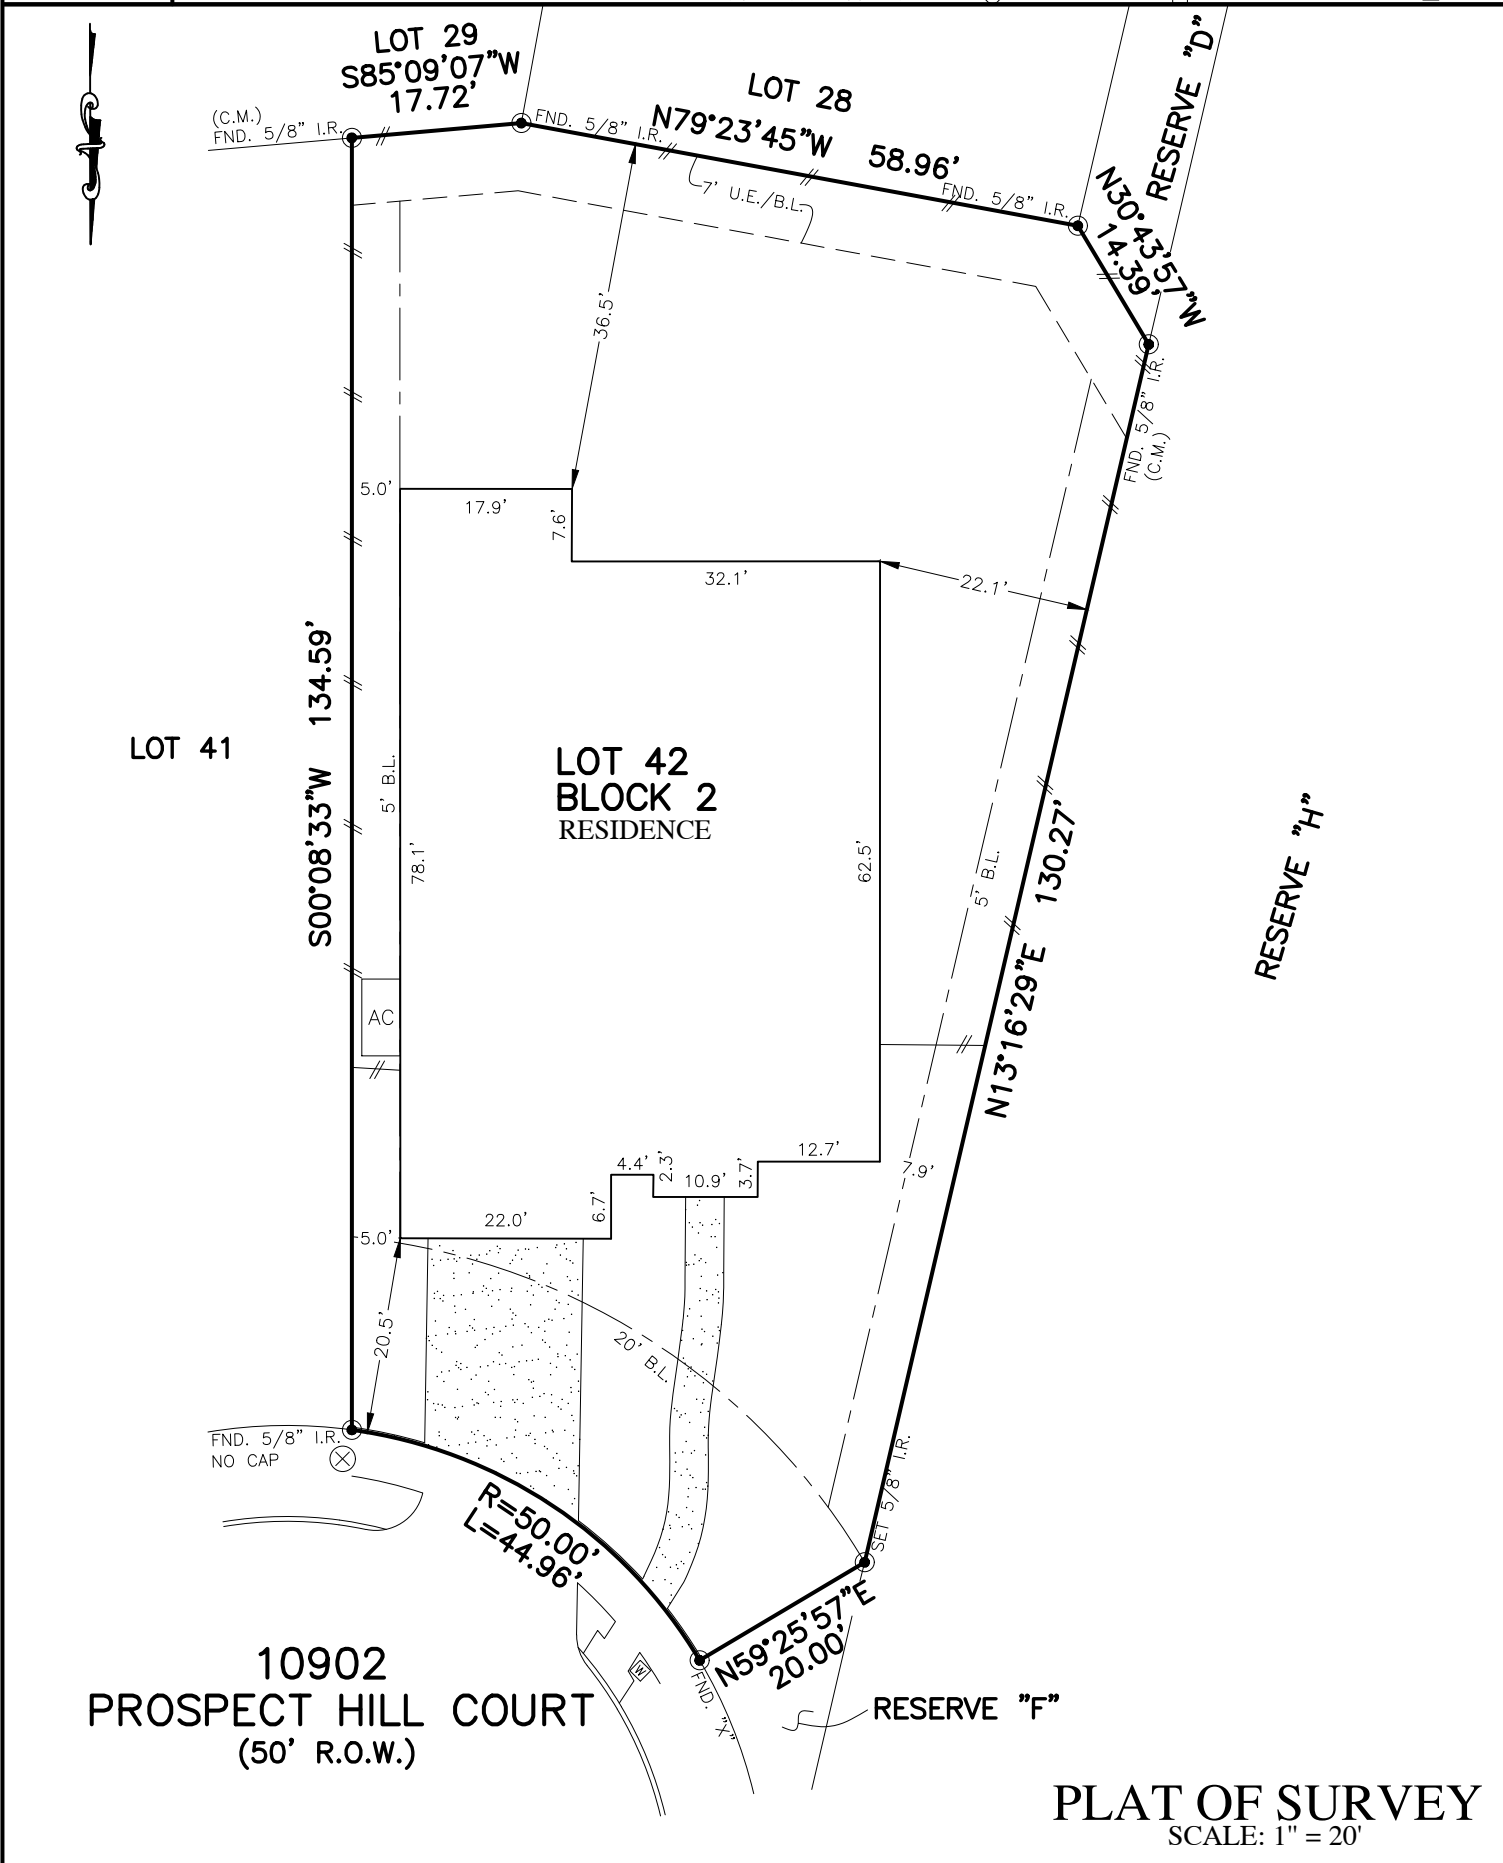 LOT 29
S85°09'07"W
17.72'
(C.M.)
FND. 5/8" I.R.
FND. 5/8" I.R.
LOT 28
N79°23'45"W 58.96'
7' U.E./B.L.
FND. 5/8" I.R.
RESERVE "D"
N30°43'57"W
14.39'
FND. 5/8" I.R.
(C.M.)
36.5'
5.0'
17.9'
7.6'
32.1'
22.1'
S00°08'33"W 134.59'
LOT 41
5' B.L.
78.1'
LOT 42
BLOCK 2
RESIDENCE
62.5'
5' B.L.
N13°16'29"E 130.27'
RESERVE "H"
AC
12.7'
7.9'
4.4'
2.3'
10.9'
3.7'
6.7'
22.0'
5.0'
20.5'
20' B.L.
FND. 5/8" I.R.
NO CAP
SET 5/8" I.R.
R=50.00'
L=44.96'
N59°25'57"E
20.00'
FND. "X"
W
10902
PROSPECT HILL COURT
(50' R.O.W.)
RESERVE "F"
PLAT OF SURVEY
SCALE: 1" = 20'